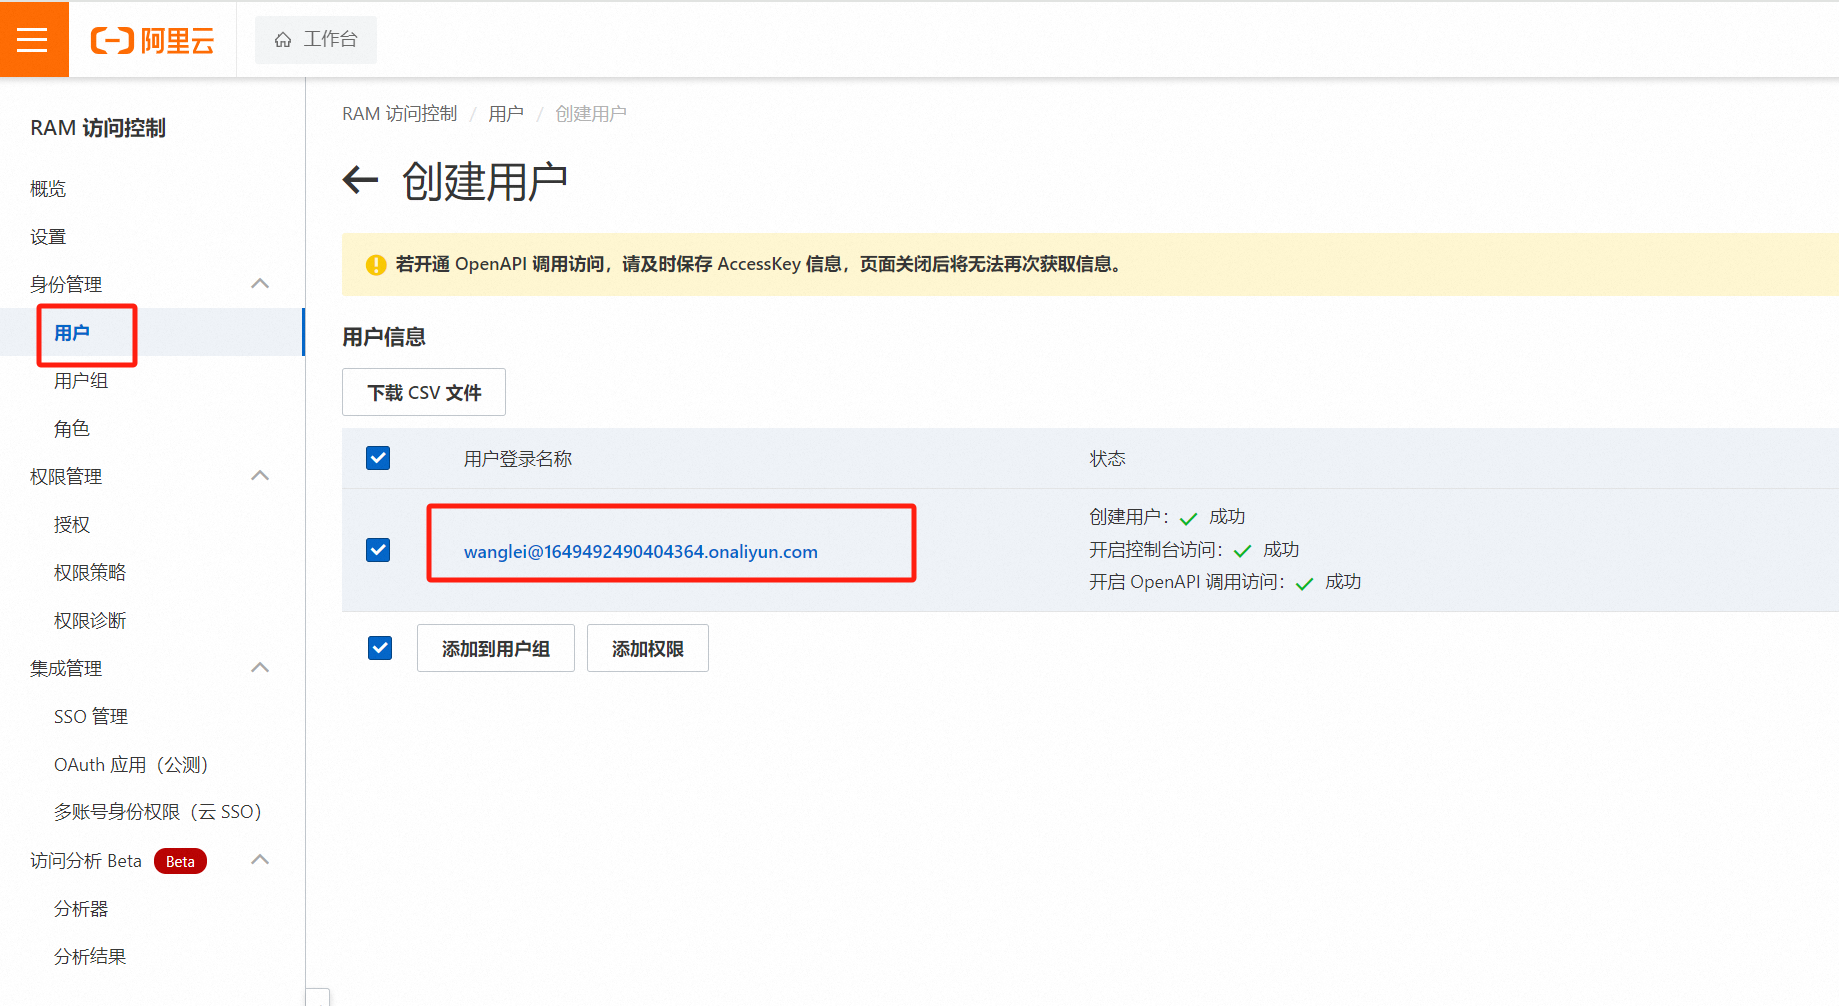 阿里云
工作台
RAM 访问控制
概览
设置
身份管理
用户
用户组
角色
权限管理
授权
权限策略
权限诊断
集成管理
SSO 管理
OAuth 应用（公测）
多账号身份权限（云 SSO）
访问分析 Beta Beta
分析器
分析结果
RAM 访问控制 / 用户 / 创建用户
创建用户
若开通 OpenAPI 调用访问，请及时保存 AccessKey 信息，页面关闭后将无法再次获取信息。
用户信息
下载 CSV 文件
用户登录名称 状态
wanglei@1649492490404364.onaliyun.com
创建用户： 成功
开启控制台访问： 成功
开启 OpenAPI 调用访问： 成功
添加到用户组 添加权限